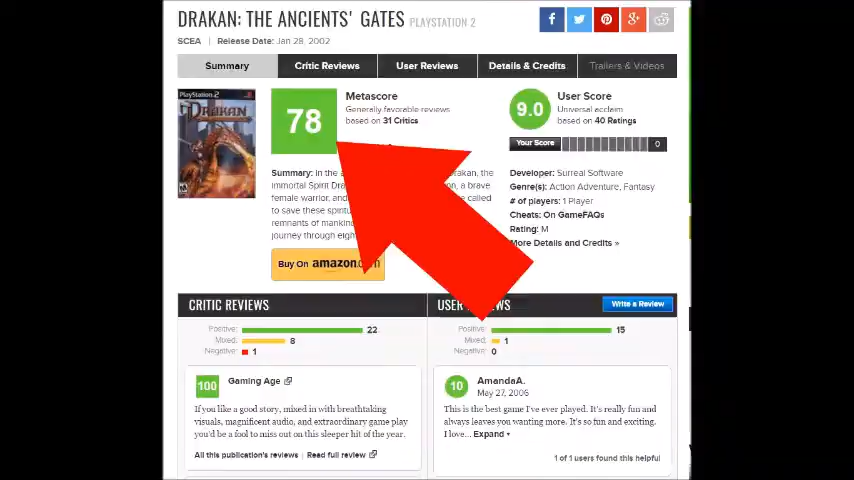 DRAKAN: THE ANCIENTS' GATES PLAYSTATION 2
SCEA | Release Date: Jan 28, 2002
Summary Critic Reviews User Reviews Details & Credits Trailers & Videos
PlayStation 2
DRAKAN
78
Metascore
Generally favorable reviews
based on 31 Critics
9.0
User Score
Universal acclaim
based on 40 Ratings
Your Score 0
Summary: In the
immortal Spirit
female warrior, and
to save these
remnants of
journey through
rakan, the
a brave
called
Buy On amazon
Developer: Surreal Software
Genre(s): Action Adventure, Fantasy
# of players: 1 Player
Cheats: On GameFAQs
Rating: M
More Details and Credits »
CRITIC REVIEWS
Positive: 22
Mixed: 8
Negative: 1
100
Gaming Age
If you like a good story, mixed in with breathtaking
visuals, magnificent audio, and extraordinary game play
you'd be a fool to miss out on this sleeper hit of the year.
All this publication's reviews | Read full review
USER
Write a Review
Positive: 15
Mixed: 1
Negative: 0
10
AmandaA.
May 27, 2006
This is the best game I've ever played. It's really fun and
always leaves you wanting more. It's so fun and exciting.
I love... Expand
1 of 1 users found this helpful